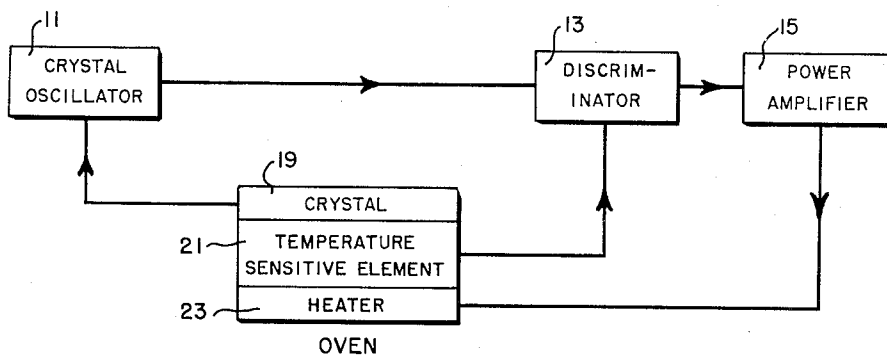 11
CRYSTAL
OSCILLATOR
13
DISCRIM-
INATOR
15
POWER
AMPLIFIER
19
CRYSTAL
21
TEMPERATURE
SENSITIVE ELEMENT
23
HEATER
OVEN